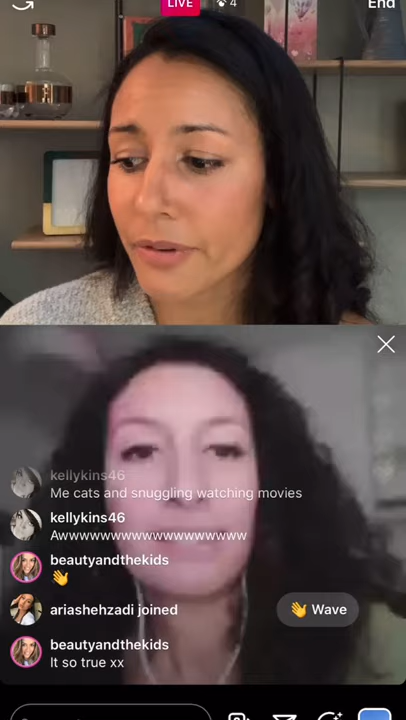 LIVE
4
End
kellykins46
Me cats and snuggling watching movies
kellykins46
Awwwwwwwwwwwwwwwwww
beautyandthekids
👋
ariashehzadi joined
👋 Wave
beautyandthekids
It so true xx